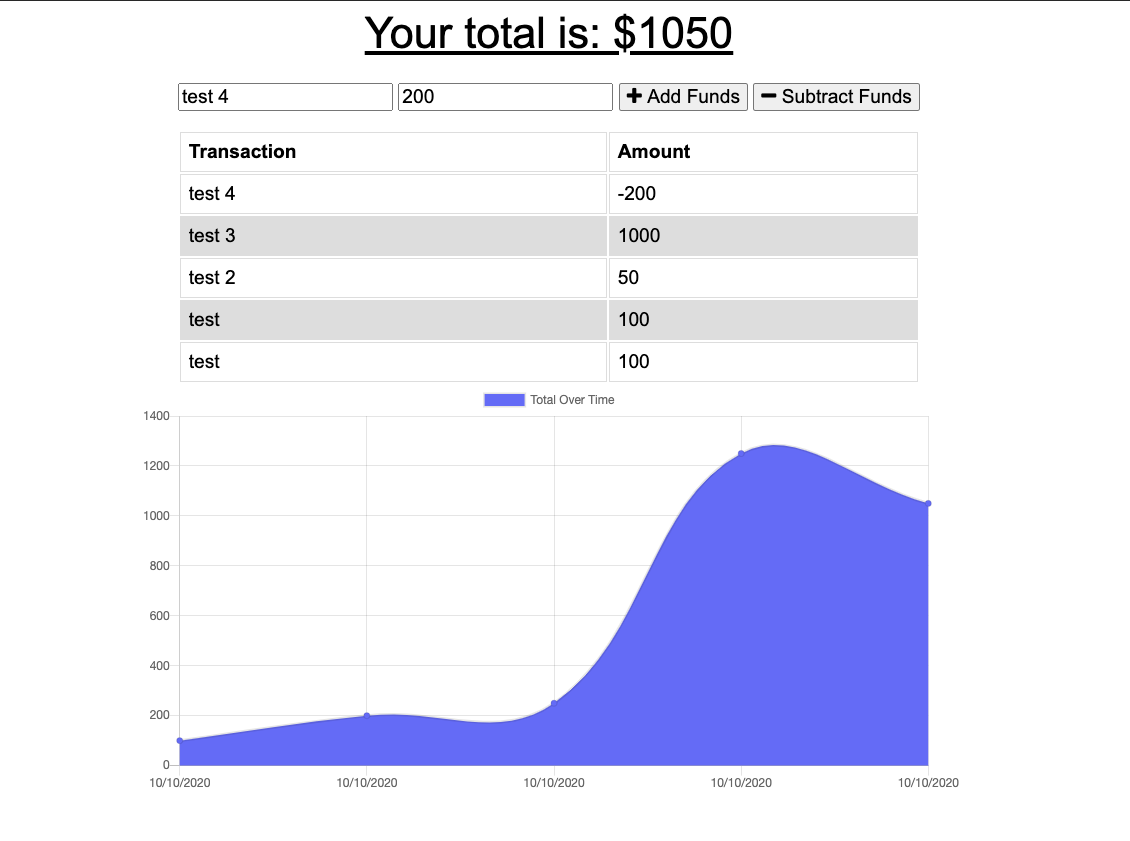 Your total is: $1050
test 4 200 Add Funds Subtract Funds
Transaction Amount
test 4 -200
test 3 1000
test 2 50
test 100
test 100
Total Over Time
1400
1200
1000
800
600
400
200
0
10/10/2020 10/10/2020 10/10/2020 10/10/2020 10/10/2020